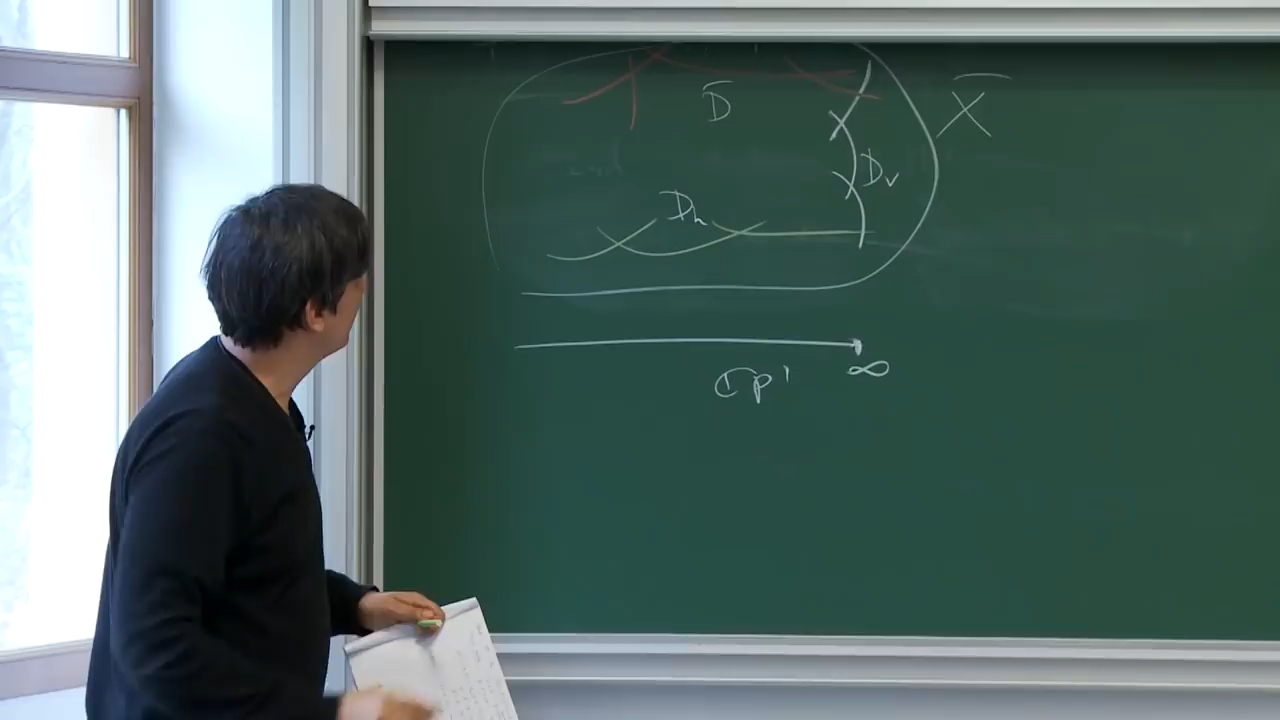 D̄
X̄
D_v
D_h
ℂP¹
∞